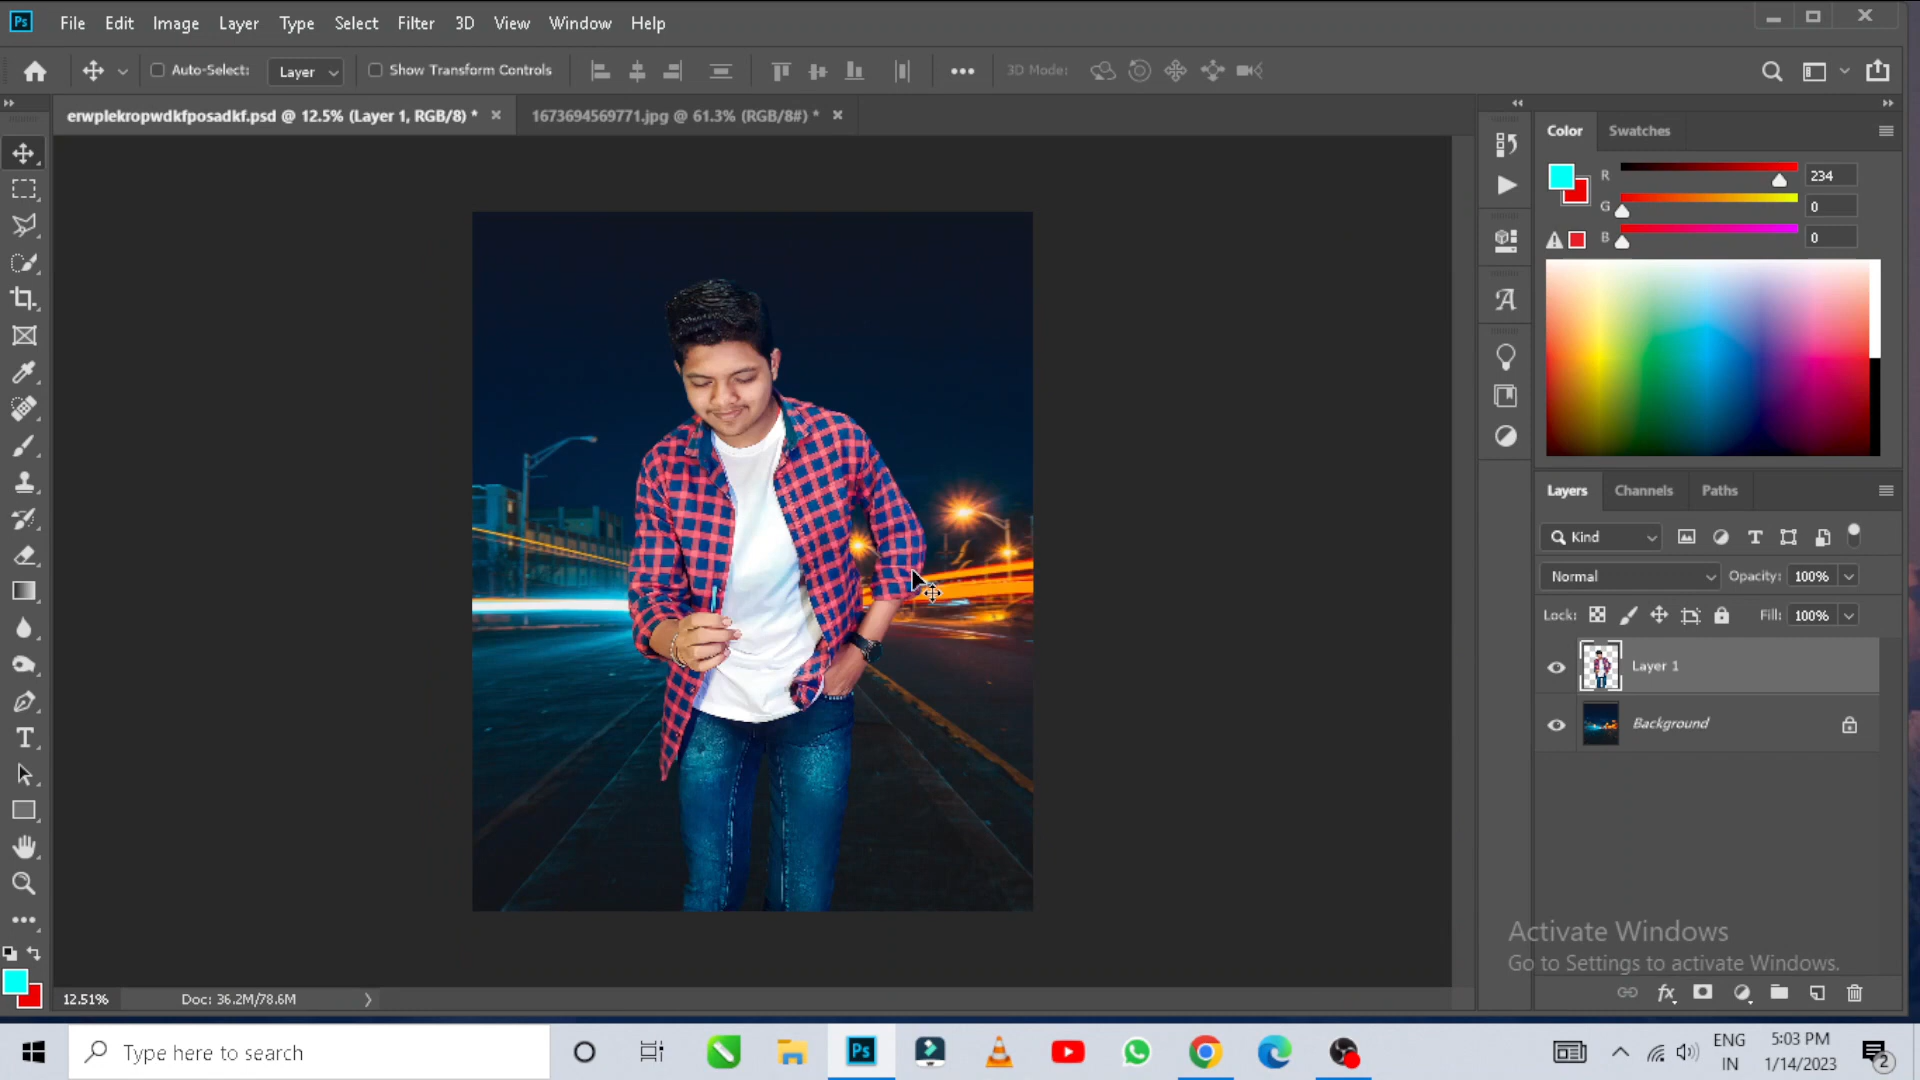 Ps File Edit Image Layer Type Select Filter 3D View Window Help
Auto-Select: Layer Show Transform Controls 3D Mode:
erwplekropwdkfposadkf.psd @ 12.5% (Layer 1, RGB/8) * 1673694569771.jpg @ 61.3% (RGB/8#) *
Color Swatches
R 234
G 0
B 0
Layers Channels Paths
Kind
Normal Opacity: 100%
Lock: Fill: 100%
Layer 1
Background
Activate Windows
Go to Settings to activate Windows.
fx
12.51% Doc: 36.2M/78.6M
Type here to search
Ps
ENG
IN
5:03 PM
1/14/2023
2